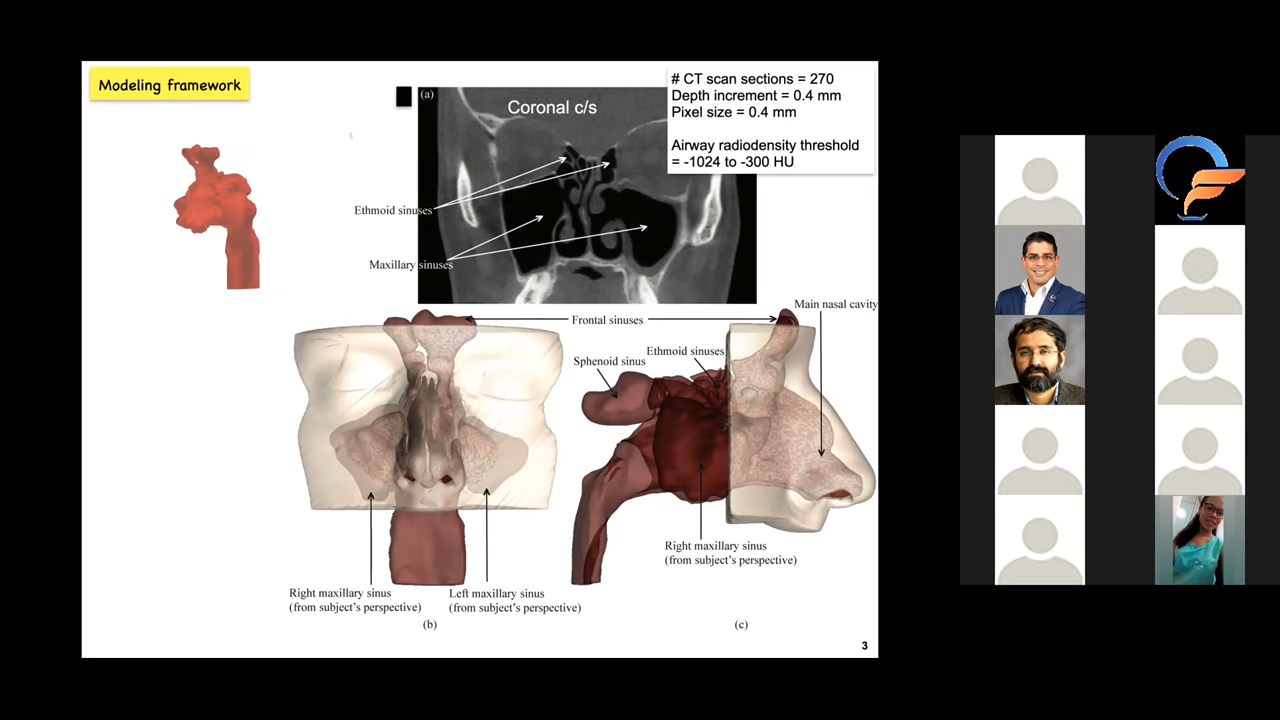 Modeling framework
(a)
Coronal c/s
# CT scan sections = 270
Depth increment = 0.4 mm
Pixel size = 0.4 mm
Airway radiodensity threshold
= -1024 to -300 HU
Ethmoid sinuses
Maxillary sinuses
Main nasal cavity
Frontal sinuses
Sphenoid sinus
Ethmoid sinuses
Right maxillary sinus
(from subject's perspective)
Right maxillary sinus
(from subject's perspective)
Left maxillary sinus
(from subject's perspective)
(b)
(c)
3